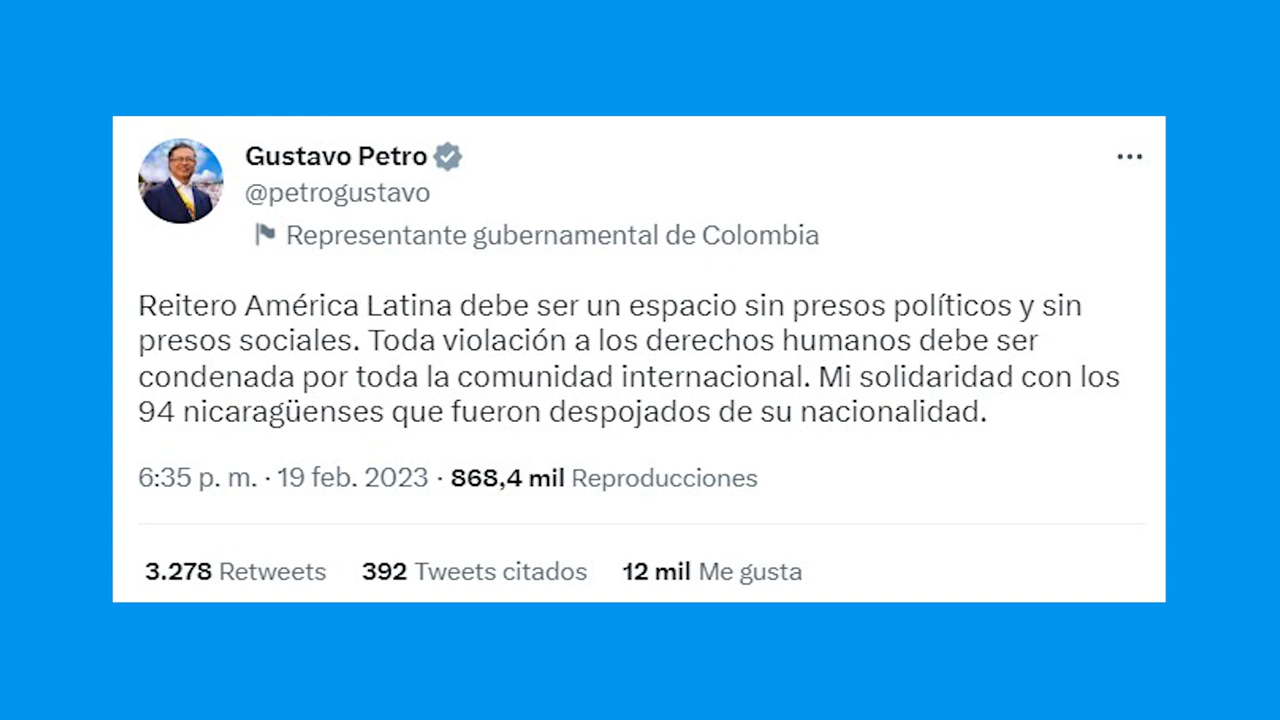 Gustavo Petro
@petrogustavo
Representante gubernamental de Colombia
Reitero América Latina debe ser un espacio sin presos políticos y sin
presos sociales. Toda violación a los derechos humanos debe ser
condenada por toda la comunidad internacional. Mi solidaridad con los
94 nicaragüenses que fueron despojados de su nacionalidad.
6:35 p. m. · 19 feb. 2023 · 868,4 mil Reproducciones
3.278 Retweets 392 Tweets citados 12 mil Me gusta